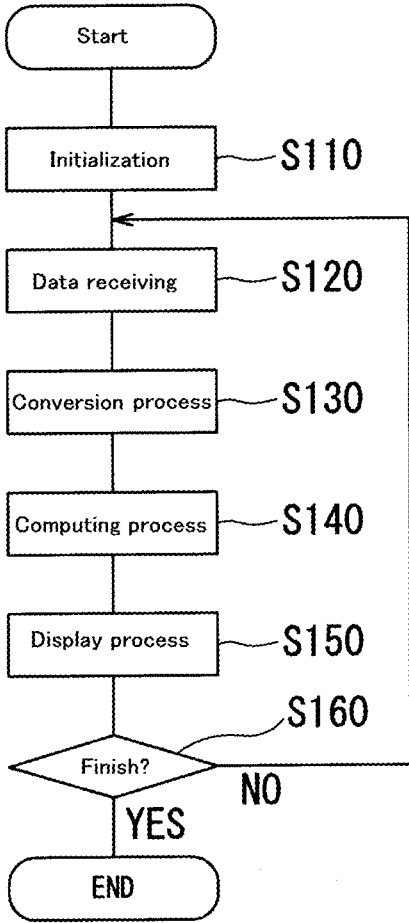 Start
Initialization S110
Data receiving S120
Conversion process S130
Computing process S140
Display process S150
S160
Finish?
NO
YES
END